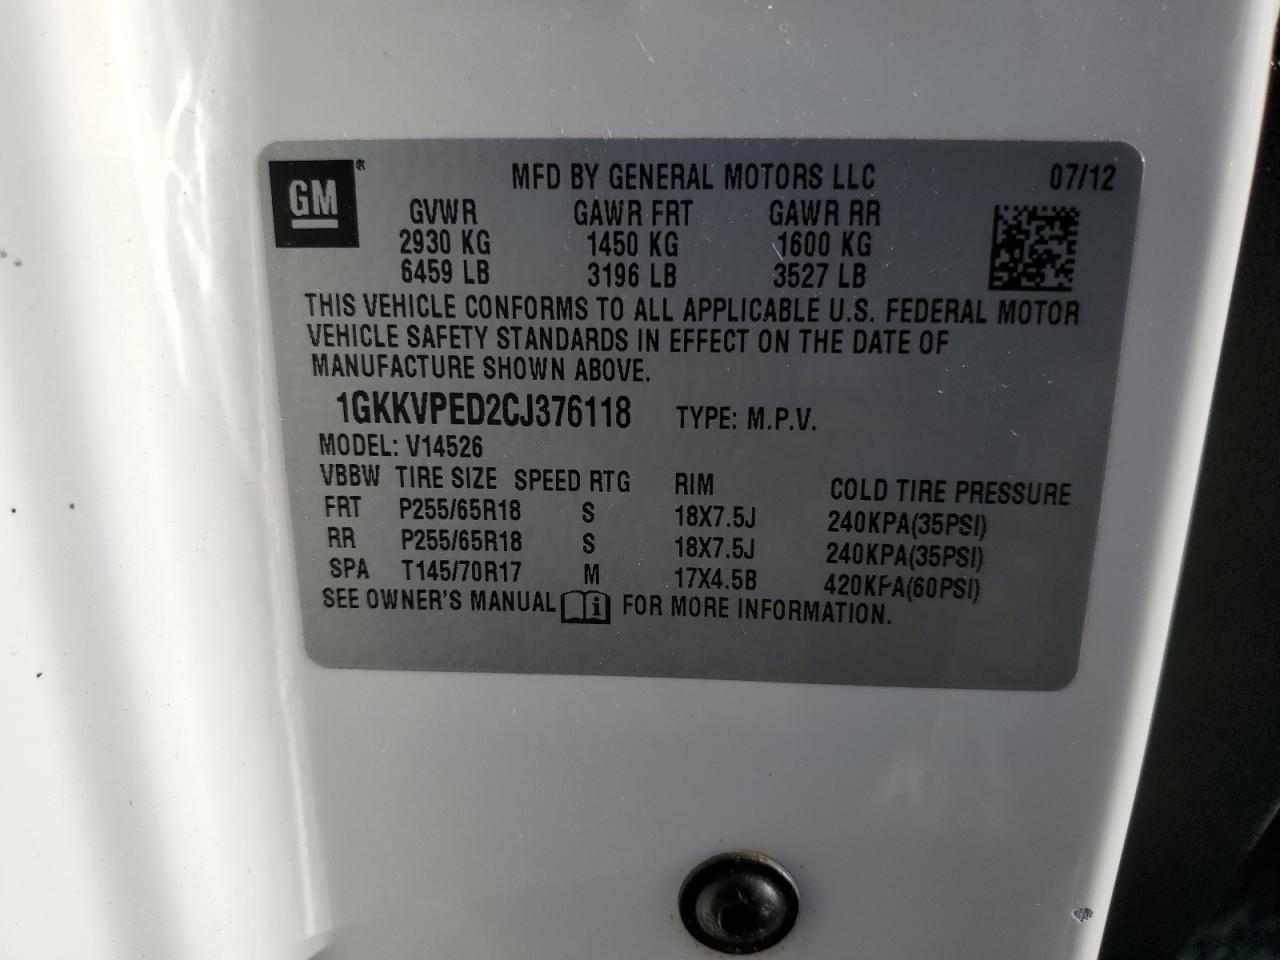 GM ® MFD BY GENERAL MOTORS LLC 07/12
GVWR GAWR FRT GAWR RR
2930 KG 1450 KG 1600 KG
6459 LB 3196 LB 3527 LB
THIS VEHICLE CONFORMS TO ALL APPLICABLE U.S. FEDERAL MOTOR
VEHICLE SAFETY STANDARDS IN EFFECT ON THE DATE OF
MANUFACTURE SHOWN ABOVE.
1GKKVPED2CJ376118 TYPE: M.P.V.
MODEL: V14526
VBBW TIRE SIZE SPEED RTG RIM COLD TIRE PRESSURE
FRT P255/65R18 S 18X7.5J 240KPA(35PSI)
RR P255/65R18 S 18X7.5J 240KPA(35PSI)
SPA T145/70R17 M 17X4.5B 420KPA(60PSI)
SEE OWNER'S MANUAL i FOR MORE INFORMATION.